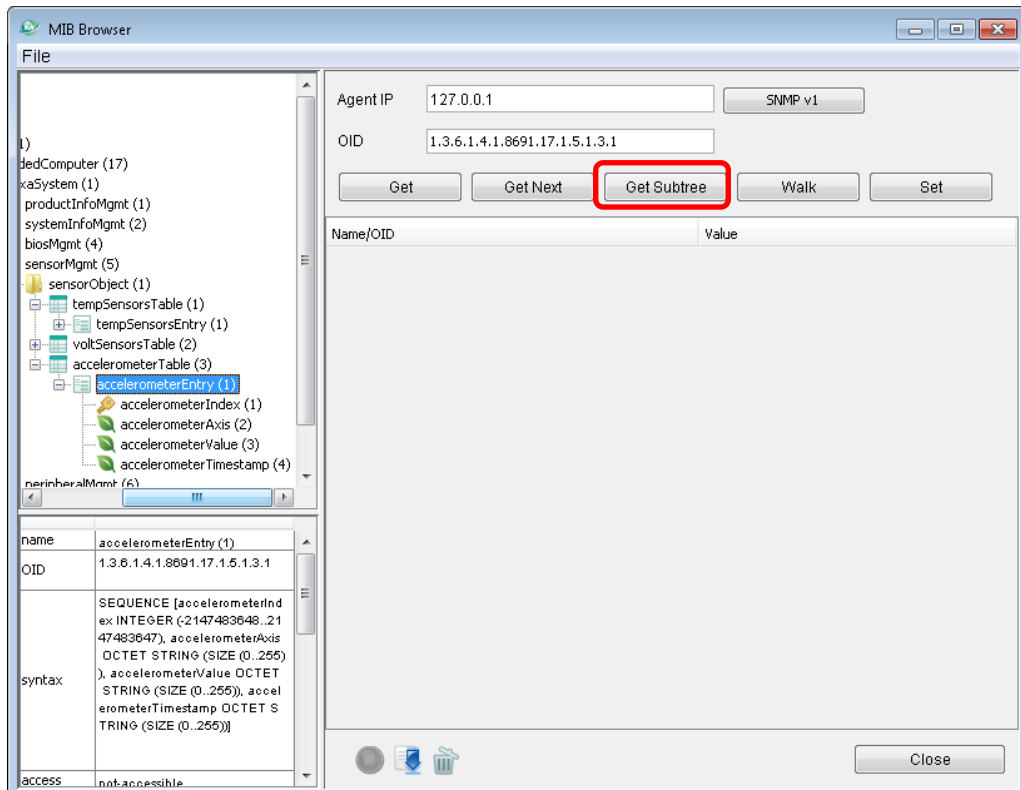 MIB Browser
File
1)
dedComputer (17)
xaSystem (1)
productInfoMgmt (1)
systemInfoMgmt (2)
biosMgmt (4)
sensorMgmt (5)
sensorObject (1)
tempSensorsTable (1)
tempSensorsEntry (1)
voltSensorsTable (2)
accelerometerTable (3)
accelerometerEntry (1)
accelerometerIndex (1)
accelerometerAxis (2)
accelerometerValue (3)
accelerometerTimestamp (4)
peripheralMgmt (6)
name
accelerometerEntry (1)
OID
1.3.6.1.4.1.8691.17.1.5.1.3.1
syntax
SEQUENCE [accelerometerInd
ex INTEGER (-2147483648..21
47483647), accelerometerAxis
OCTET STRING (SIZE (0..255)
), accelerometerValue OCTET
STRING (SIZE (0..255)), accel
erometerTimestamp OCTET S
TRING (SIZE (0..255))]
access
not-accessible
Agent IP
127.0.0.1
SNMP v1
OID
1.3.6.1.4.1.8691.17.1.5.1.3.1
Get
Get Next
Get Subtree
Walk
Set
Name/OID
Value
Close